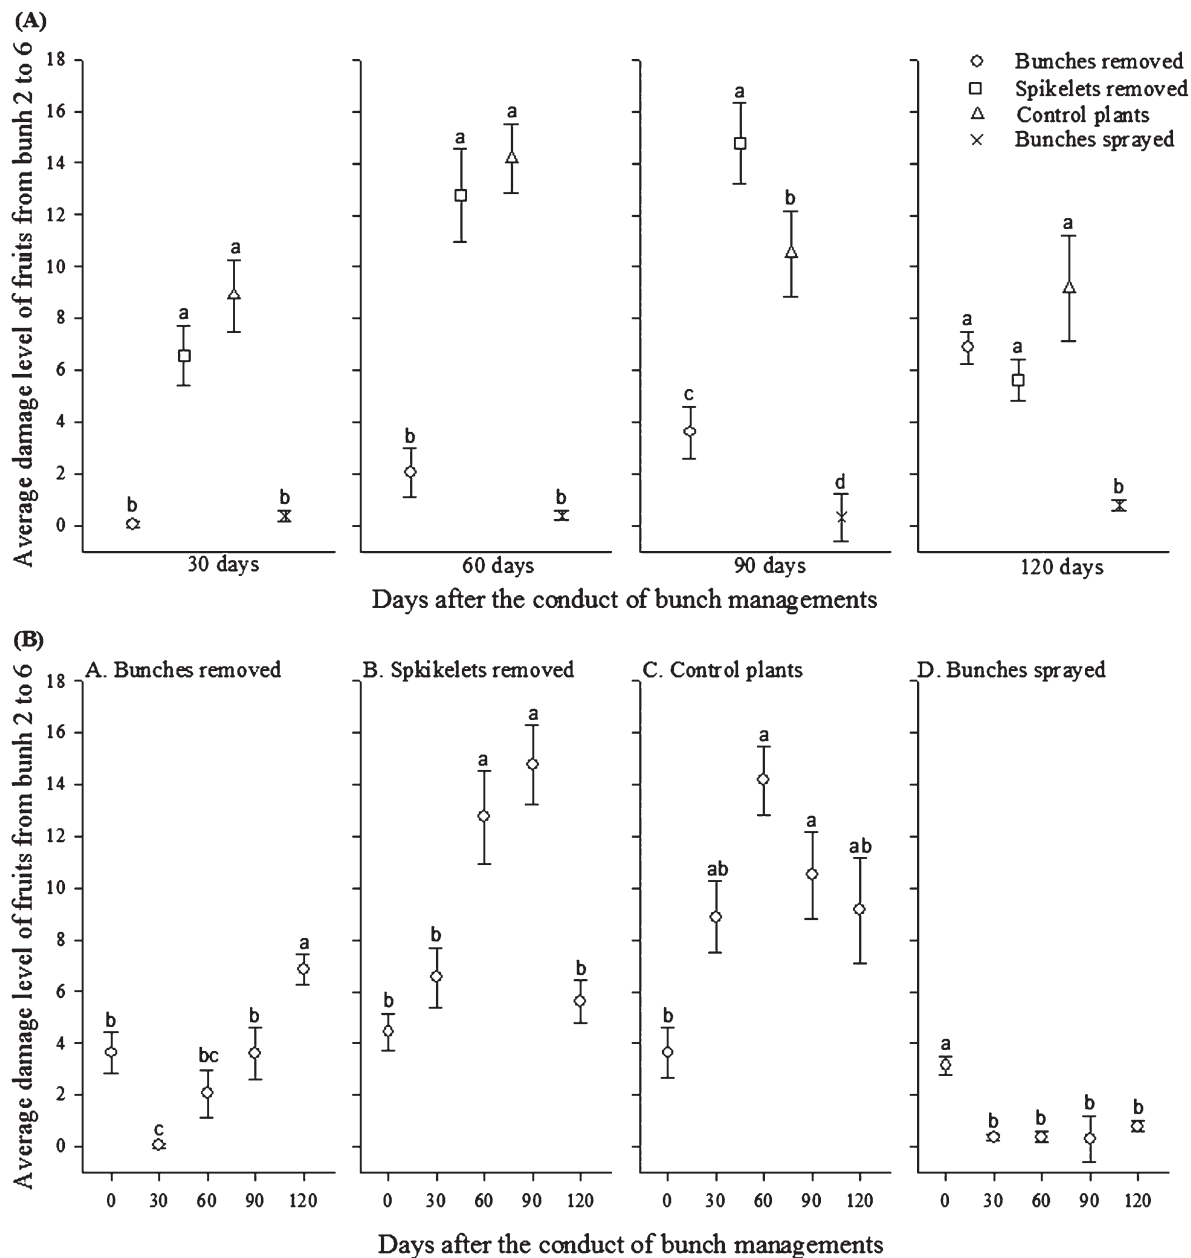 (A)
Average damage level of fruits from bunh 2 to 6
18
16
14
12
10
8
6
4
2
0
b
a
a
b
30 days
b
a
a
b
60 days
c
a
b
d
90 days
a
a
a
b
120 days
Bunches removed
Spikelets removed
Control plants
Bunches sprayed
Days after the conduct of bunch managements
(B)
Average damage level of fruits from bunh 2 to 6
18
16
14
12
10
8
6
4
2
0
A. Bunches removed
b
c
bc
b
a
0 30 60 90 120
B. Spkikelets removed
b
b
a
a
b
0 30 60 90 120
C. Control plants
b
ab
a
a
ab
0 30 60 90 120
D. Bunches sprayed
a
b
b
b
b
0 30 60 90 120
Days after the conduct of bunch managements